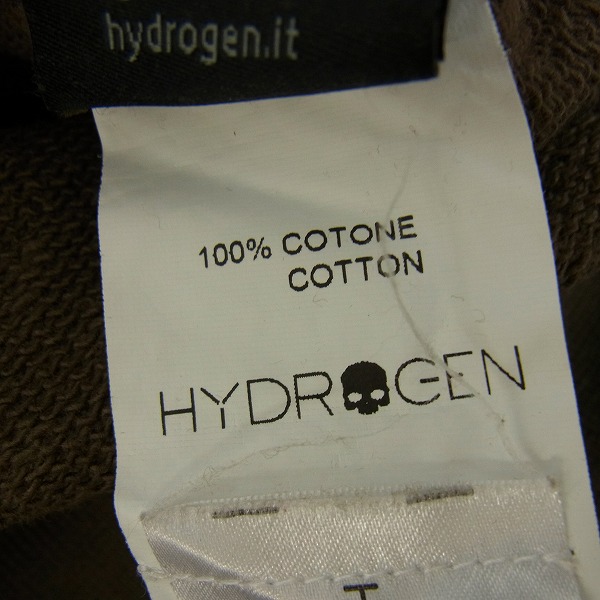 hydrogen.it
100% COTONE
COTTON
HYDROGEN
T